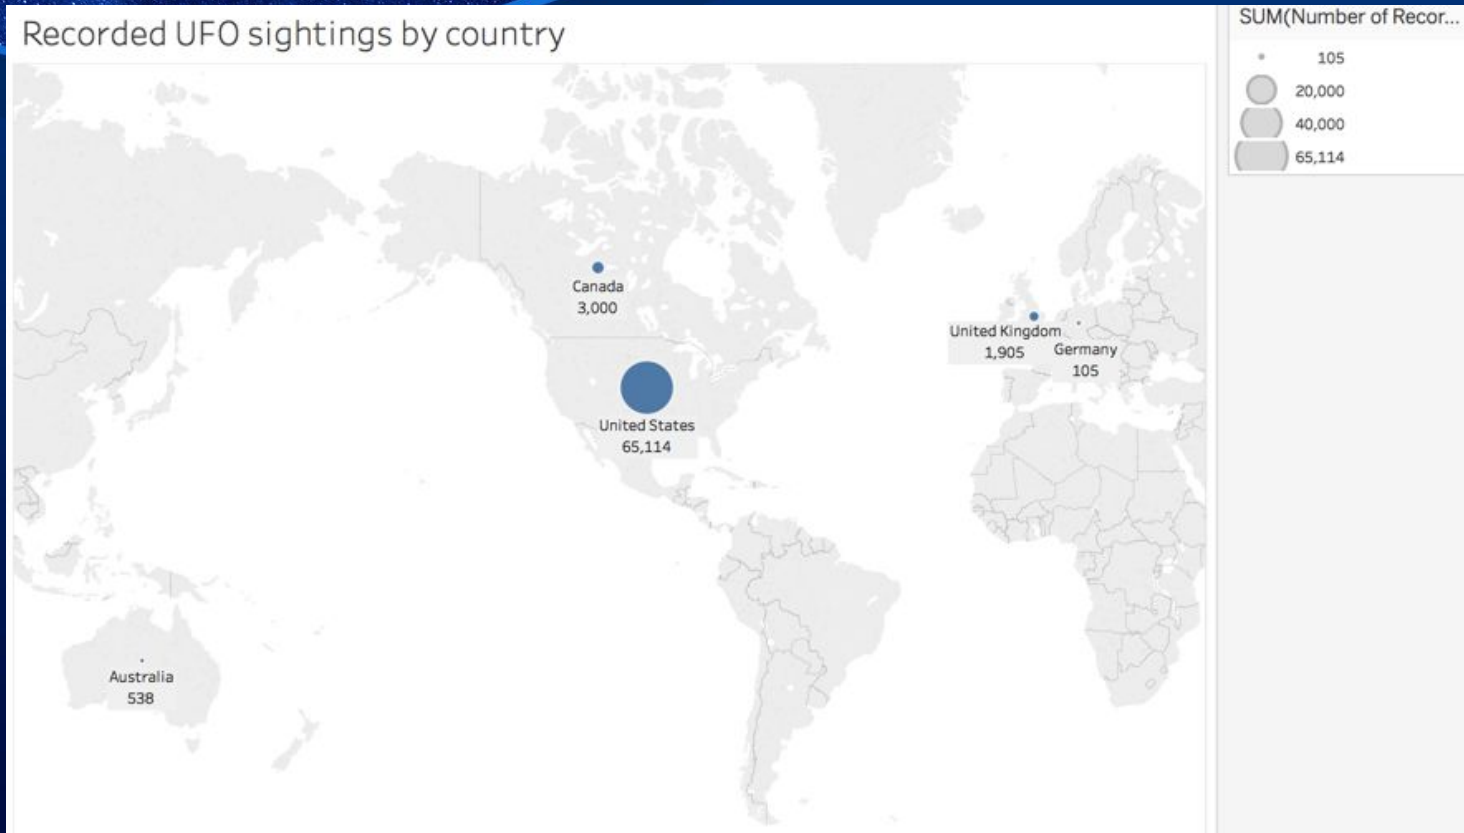 Recorded UFO sightings by country
SUM(Number of Recor...
105
20,000
40,000
65,114
Canada
3,000
United Kingdom
1,905
Germany
105
United States
65,114
Australia
538